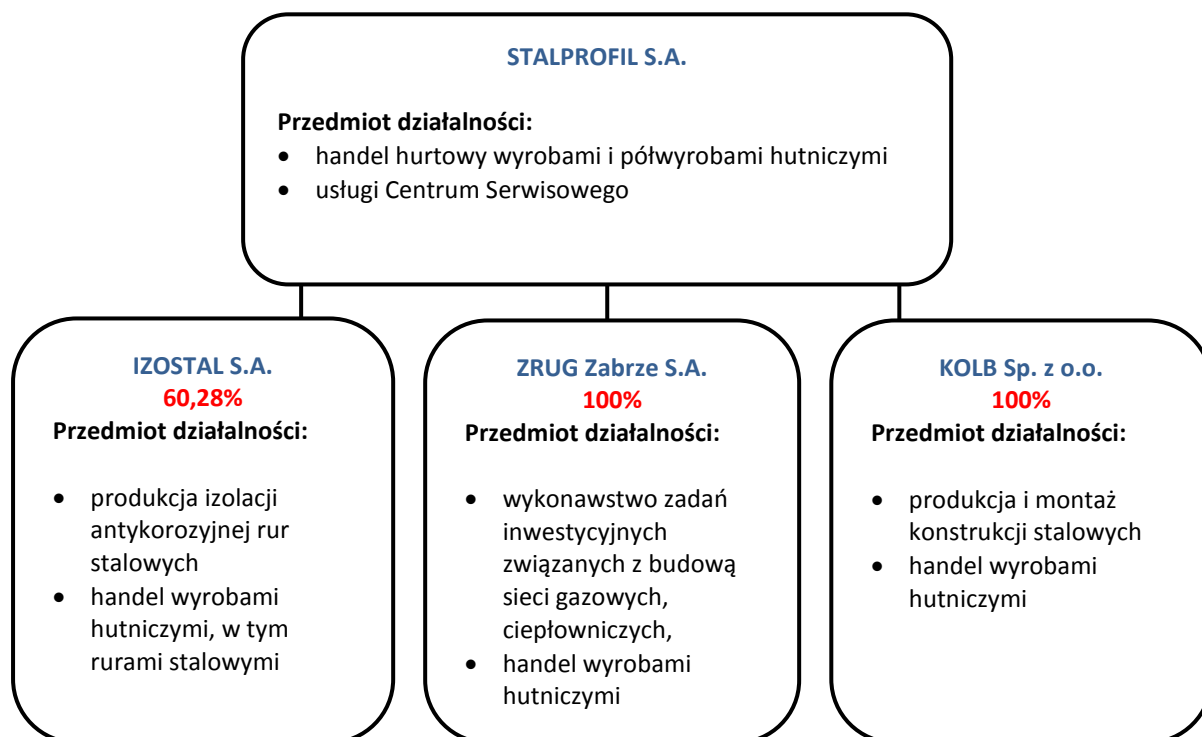 STALPROFIL S.A.
Przedmiot działalności:
• handel hurtowy wyrobami i półwyrobami hutniczymi
• usługi Centrum Serwisowego
IZOSTAL S.A.
60,28%
Przedmiot działalności:
• produkcja izolacji
antykorozyjnej rur
stalowych
• handel wyrobami
hutniczymi, w tym
rurami stalowymi
ZRUG Zabrze S.A.
100%
Przedmiot działalności:
• wykonawstwo zadań
inwestycyjnych
związanych z budową
sieci gazowych,
ciepłowniczych,
• handel wyrobami
hutniczymi
KOLB Sp. z o.o.
100%
Przedmiot działalności:
• produkcja i montaż
konstrukcji stalowych
• handel wyrobami
hutniczymi